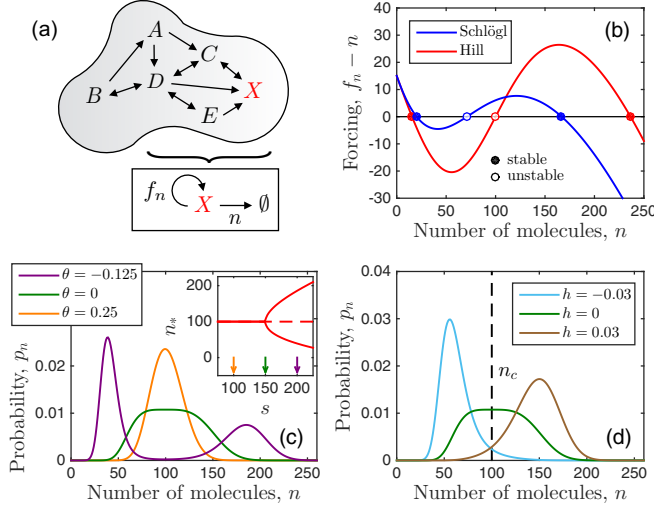 (a)
A
B
C
D
E
X
f_n
X
n
∅
(b)
Schlögl
Hill
stable
unstable
Forcing, f_n − n
40
30
20
10
0
-10
-20
-30
0 50 100 150 200 250
Number of molecules, n
(c)
θ = −0.125
θ = 0
θ = 0.25
Probability, p_n
0.02
0.01
0
0 50 100 150 200 250
Number of molecules, n
n_*
200
100
0
100 150 200
s
(d)
h = −0.03
h = 0
h = 0.03
n_c
Probability, p_n
0.04
0.03
0.02
0.01
0
0 50 100 150 200 250
Number of molecules, n